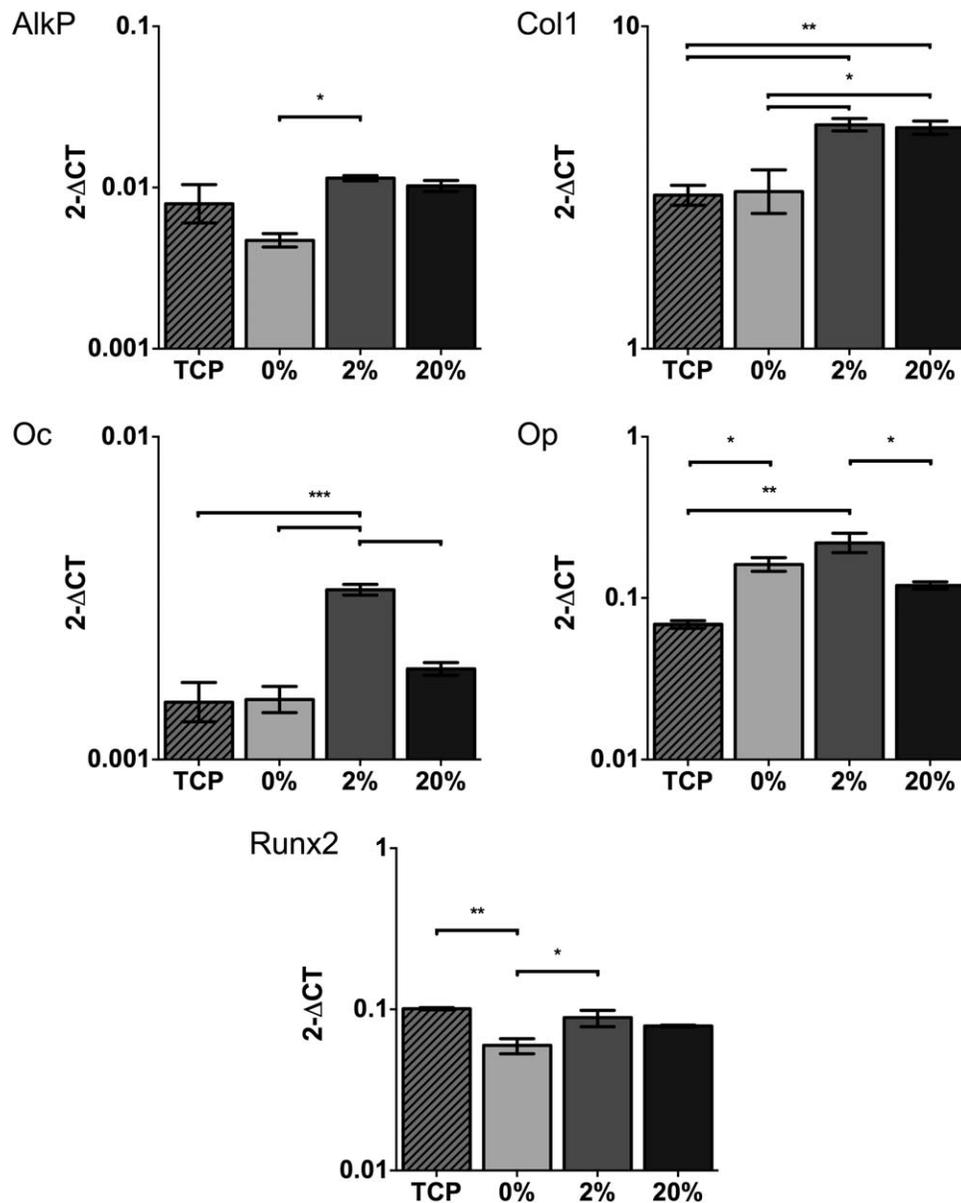 AlkP
0.1
*
2-ΔCT
0.01
0.001
TCP 0% 2% 20%
Col1
10
**
*
2-ΔCT
1
TCP 0% 2% 20%
Oc
0.01
***
2-ΔCT
0.001
TCP 0% 2% 20%
Op
1
* *
**
2-ΔCT
0.1
0.01
TCP 0% 2% 20%
Runx2
1
**
*
2-ΔCT
0.1
0.01
TCP 0% 2% 20%